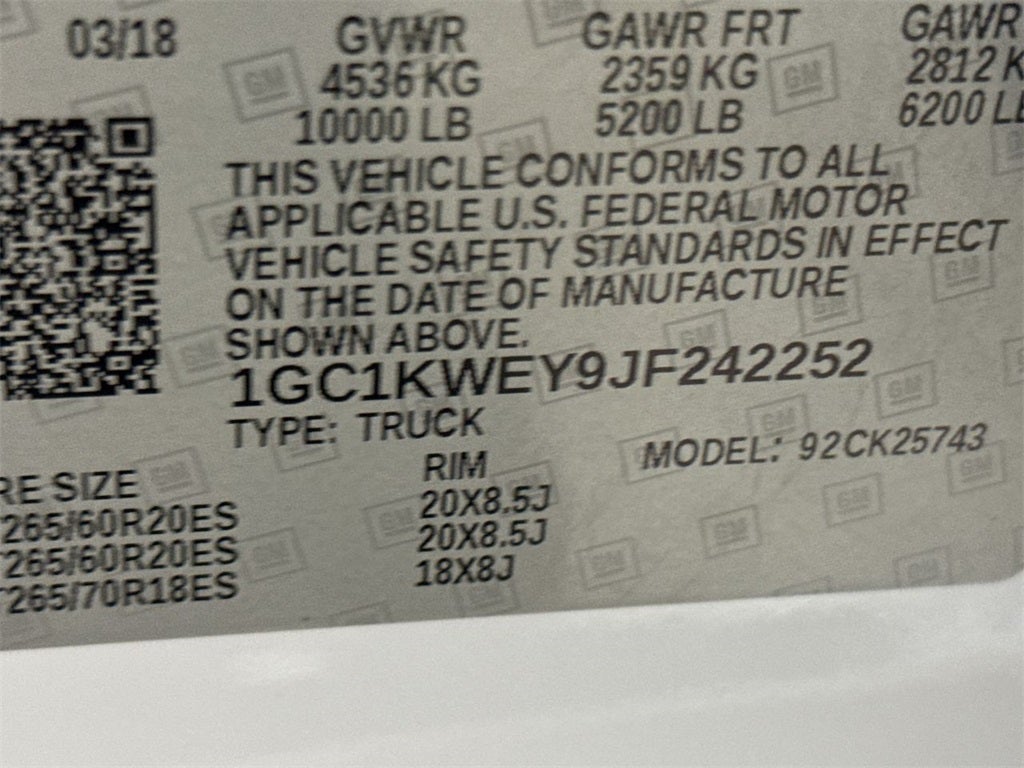 03/18 GVWR GAWR FRT GAWR
4536 KG 2359 KG 2812 K
10000 LB 5200 LB 6200 LB
THIS VEHICLE CONFORMS TO ALL
APPLICABLE U.S. FEDERAL MOTOR
VEHICLE SAFETY STANDARDS IN EFFECT
ON THE DATE OF MANUFACTURE
SHOWN ABOVE.
1GC1KWEY9JF242252
TYPE: TRUCK MODEL: 92CK25743
RE SIZE RIM
265/60R20ES 20X8.5J
265/60R20ES 20X8.5J
265/70R18ES 18X8J